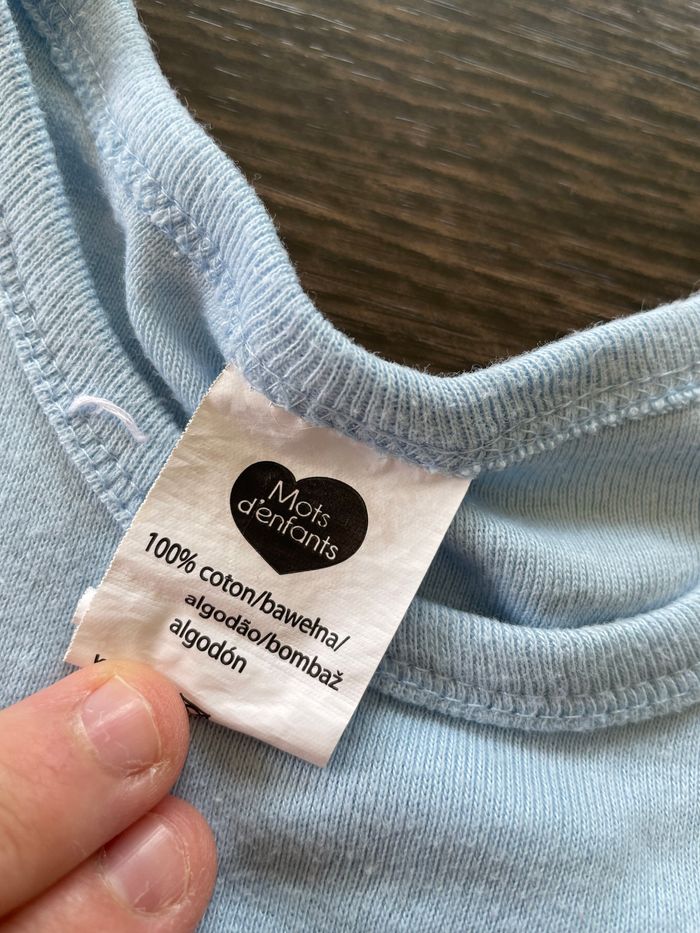 Mots
d'enfants
100% coton/bawełna/
algodão/bombaž
algodón